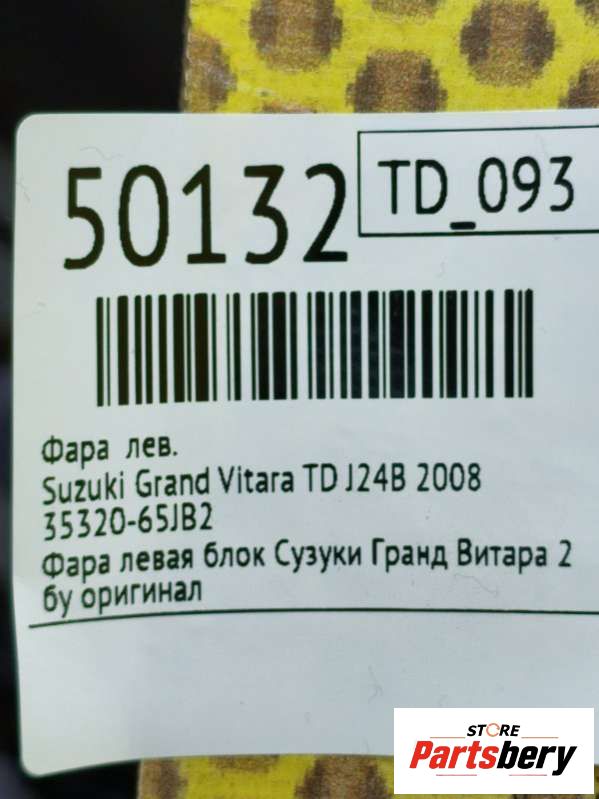 50132
TD_093
Фара лев.
Suzuki Grand Vitara TD J24B 2008
35320-65JB2
Фара левая блок Сузуки Гранд Витара 2
бу оригинал
STORE
Partsbery